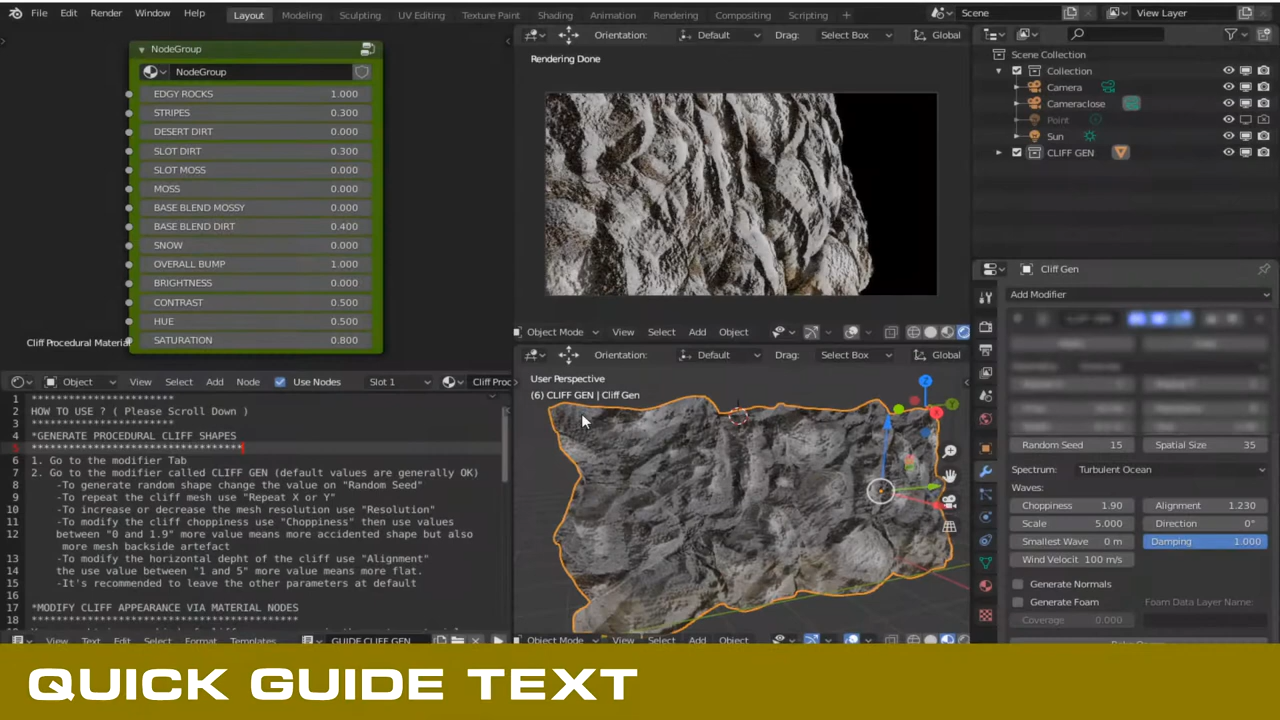 File Edit Render Window Help Layout Modeling Sculpting UV Editing Texture Paint Shading Animation Rendering Compositing Scripting + Scene View Layer
NodeGroup
NodeGroup
EDGY ROCKS 1.000
STRIPES 0.300
DESERT DIRT 0.000
SLOT DIRT 0.300
SLOT MOSS 0.000
MOSS 0.000
BASE BLEND MOSSY 0.000
BASE BLEND DIRT 0.400
SNOW 0.000
OVERALL BUMP 1.000
BRIGHTNESS 0.000
CONTRAST 0.500
HUE 0.500
SATURATION 0.800
Cliff Procedural Material
Object View Select Add Node Use Nodes Slot 1 Cliff Proc
1 ***********************
2 HOW TO USE ? ( Please Scroll Down )
3 ***********************
4 *GENERATE PROCEDURAL CLIFF SHAPES
5 **********************************
6 1. Go to the modifier Tab
7 2. Go to the modifier called CLIFF GEN (default values are generally OK)
8 -To generate random shape change the value on "Random Seed"
9 -To repeat the cliff mesh use "Repeat X or Y"
10 -To increase or decrease the mesh resolution use "Resolution"
11 -To modify the cliff choppiness use "Choppiness" then use values
12 between "0 and 1.9" more value means more accidented shape but also
more mesh backside artefact
13 -To modify the horizontal depht of the cliff use "Alignment"
14 the use value between "1 and 5" more value means more flat.
15 -It's recommended to leave the other parameters at default
16
17 *MODIFY CLIFF APPEARANCE VIA MATERIAL NODES
18 *******************************************
View Text Edit Select Format Templates GUIDE CLIFF GEN
Orientation: Default Drag: Select Box Global
Rendering Done
Object Mode View Select Add Object
Orientation: Default Drag: Select Box Global
User Perspective
(6) CLIFF GEN | Cliff Gen
Object Mode View Select Add Object
Scene Collection
Collection
Camera
Cameraclose
Point
Sun
CLIFF GEN
Cliff Gen
Add Modifier
CLIFF GEN
Random Seed 15 Spatial Size 35
Spectrum: Turbulent Ocean
Waves:
Choppiness 1.90 Alignment 1.230
Scale 5.000 Direction 0°
Smallest Wave 0 m Damping 1.000
Wind Velocit 100 m/s
Generate Normals
Generate Foam Foam Data Layer Name:
Coverage 0.000
QUICK GUIDE TEXT